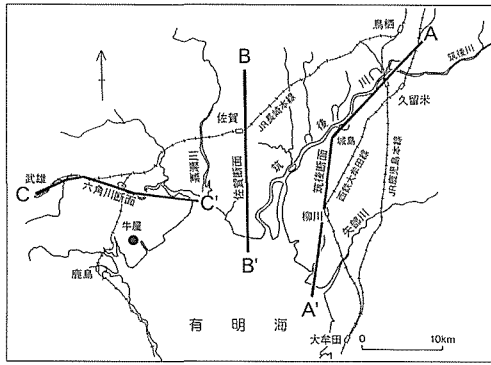 鳥栖
A
筑後川
B
久留米
佐賀
JR長崎本線
筑後川
城島
嘉瀬川
佐賀断面
筑後断面
西鉄大牟田線
JR鹿児島本線
武雄
C
六角川断面
C'
柳川
矢部川
牛屋
B'
鹿島
A'
有明海
大牟田
0 10km